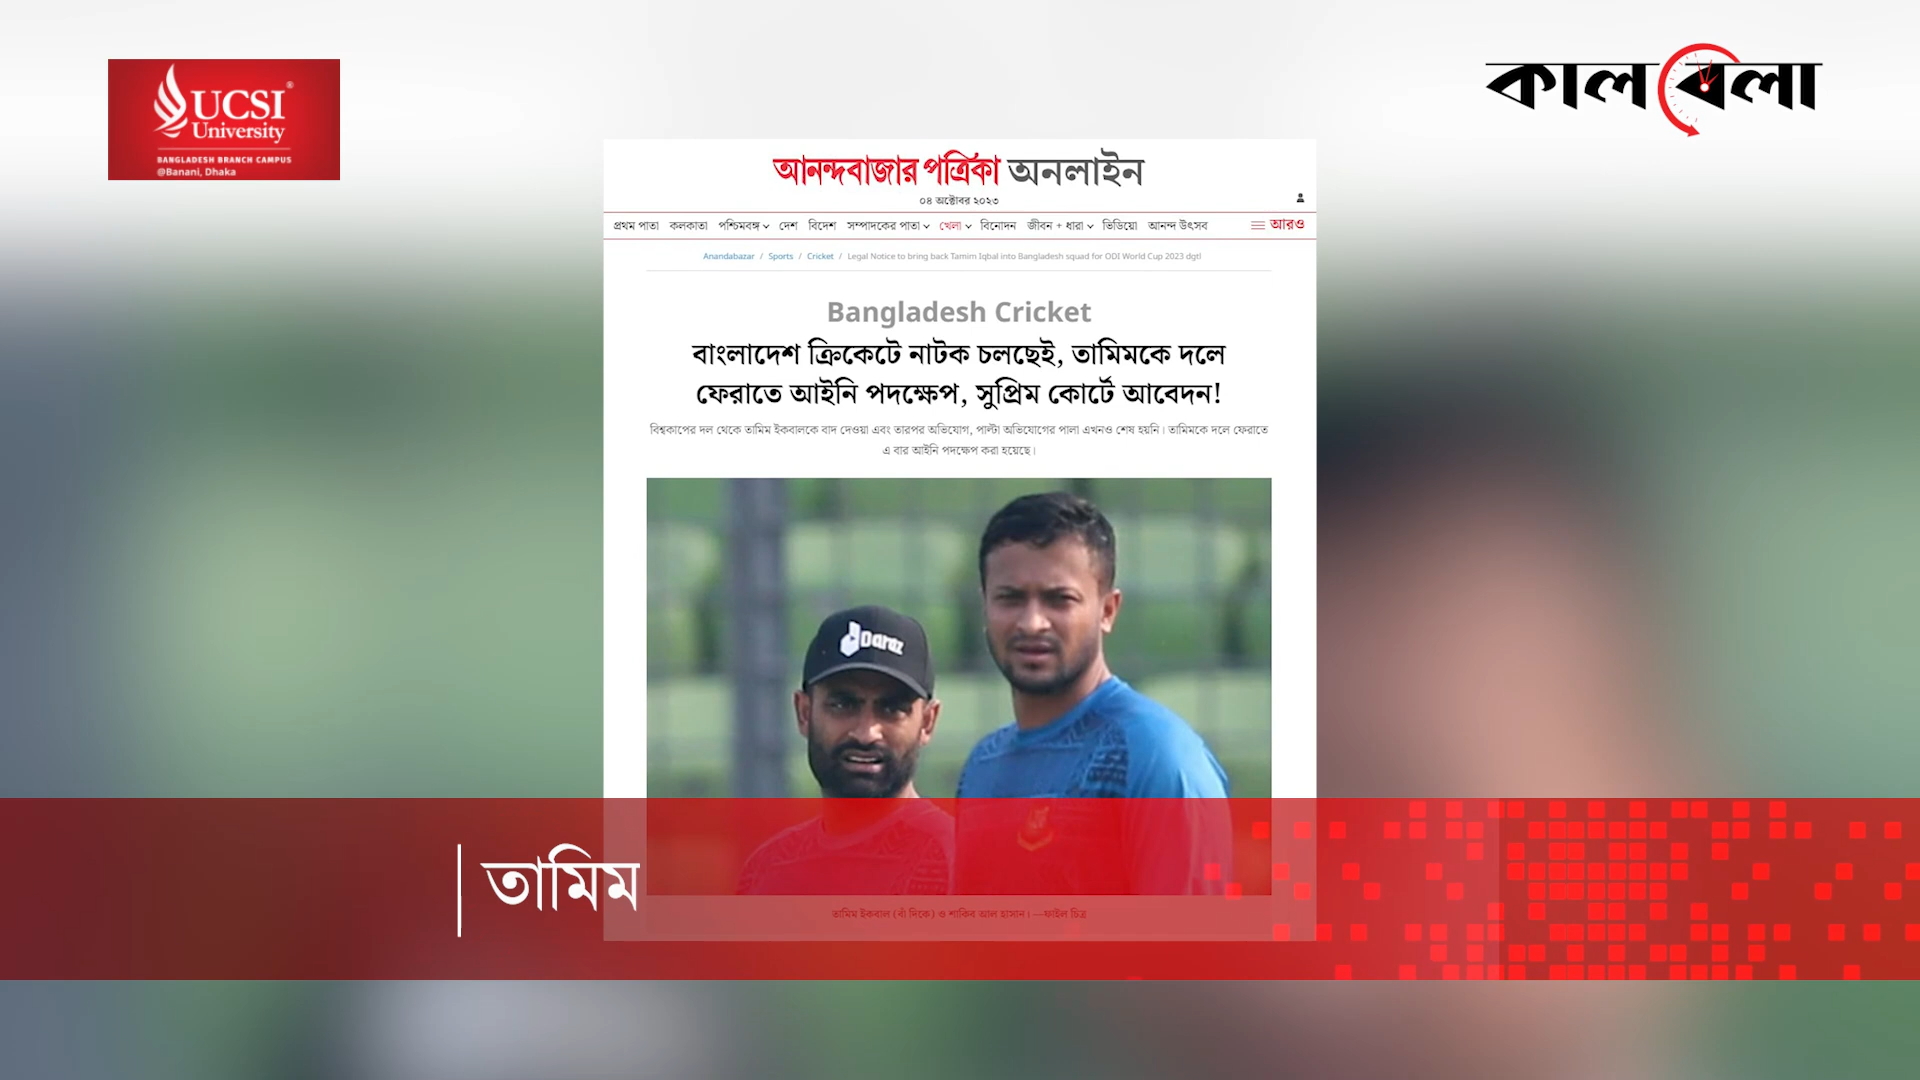 UCSI
University
BANGLADESH BRANCH CAMPUS
@Banani, Dhaka
কালবেলা
আনন্দবাজার পত্রিকা অনলাইন
০৪ অক্টোবর ২০২৩
প্রথম পাতা কলকাতা পশ্চিমবঙ্গ দেশ বিদেশ সম্পাদকের পাতা খেলা বিনোদন জীবন + ধারা ভিডিয়ো আনন্দ উৎসব আরও
Anandabazar / Sports / Cricket / Legal Notice to bring back Tamim Iqbal into Bangladesh squad for ODI World Cup 2023 dgtl
Bangladesh Cricket
বাংলাদেশ ক্রিকেটে নাটক চলছেই, তামিমকে দলে
ফেরাতে আইনি পদক্ষেপ, সুপ্রিম কোর্টে আবেদন!
বিশ্বকাপের দল থেকে তামিম ইকবালকে বাদ দেওয়া এবং তারপর অভিযোগ, পাল্টা অভিযোগের পালা এখনও শেষ হয়নি। তামিমকে দলে ফেরাতে
এ বার আইনি পদক্ষেপ করা হয়েছে।
Daraz
তামিম
তামিম ইকবাল (বাঁ দিকে) ও শাকিব আল হাসান। —ফাইল চিত্র